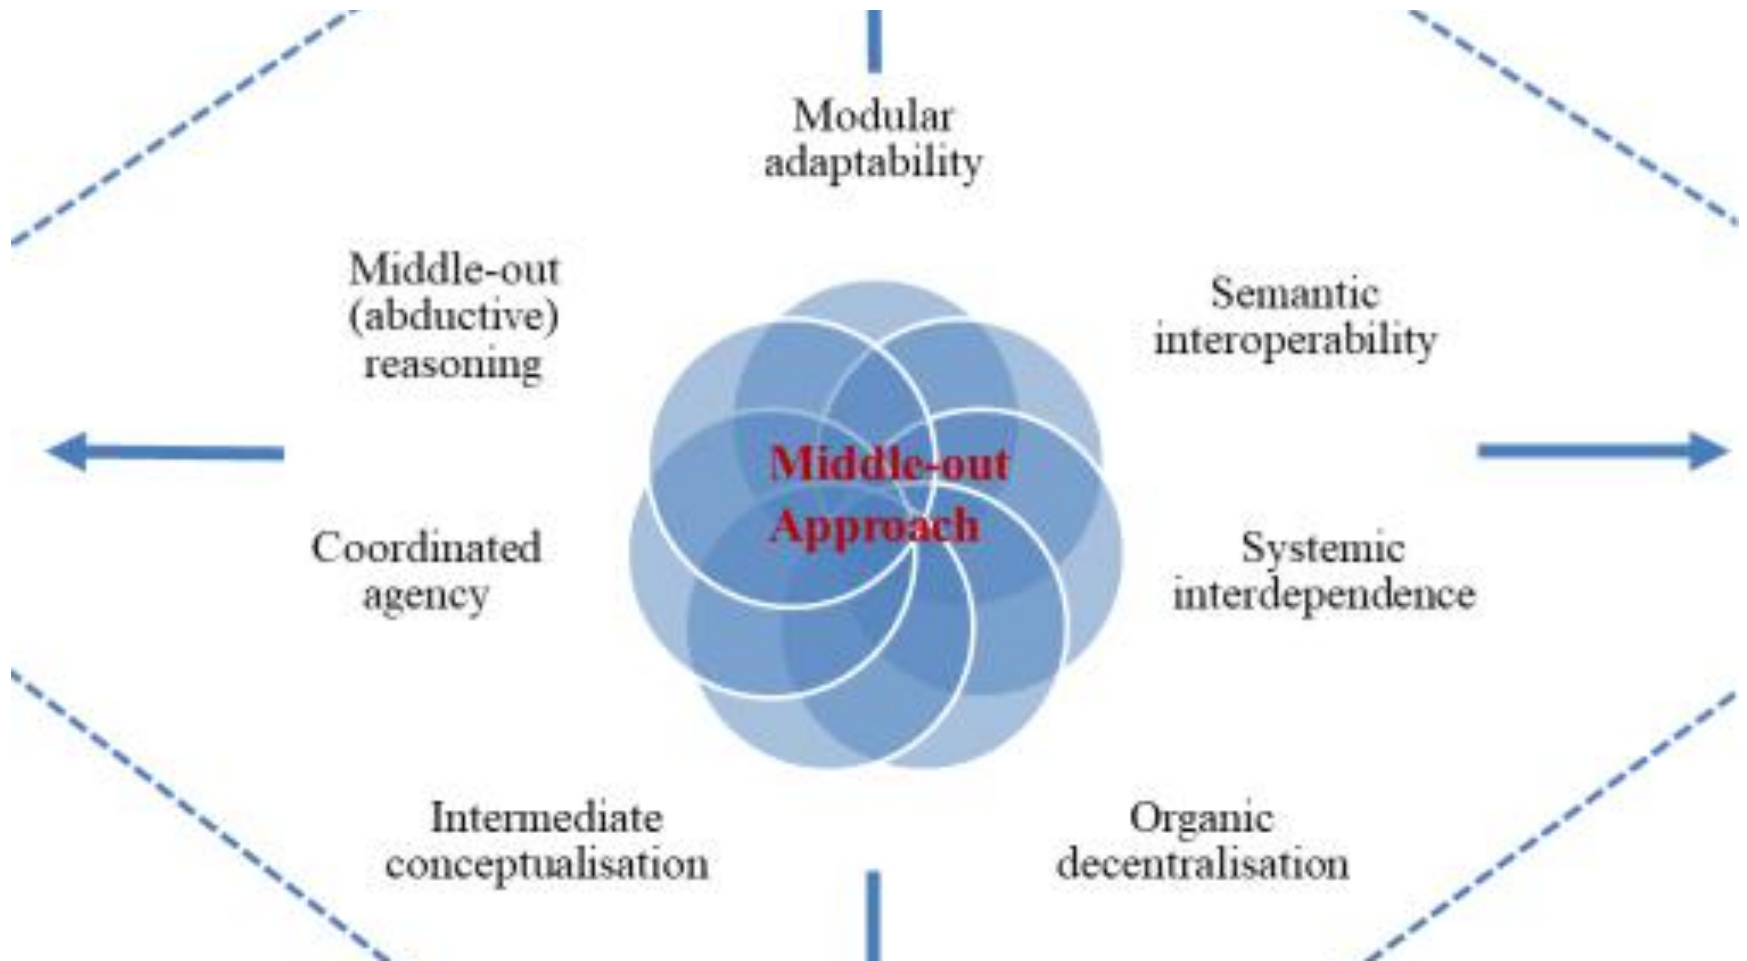 Modular
adaptability
Middle-out
(abductive)
reasoning
Semantic
interoperability
Middle-out
Approach
Coordinated
agency
Systemic
interdependence
Intermediate
conceptualisation
Organic
decentralisation